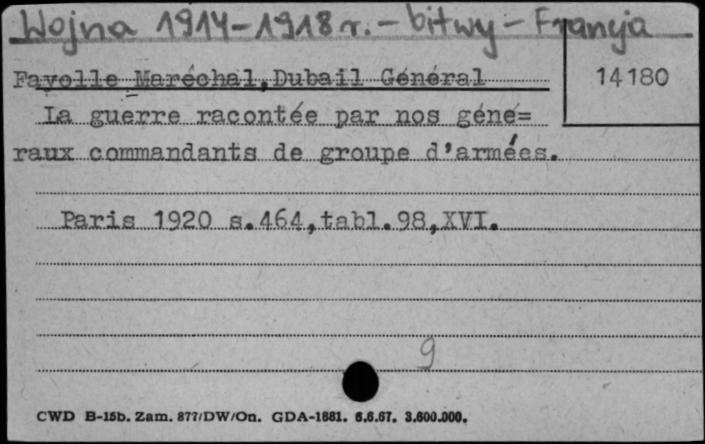 Wojna 1914-1918 r. - bitwy - Francja
Fayolle Maréchal, Dubail Général
14180
La guerre racontée par nos géné=
raux commandants de groupe d'armées.
Paris 1920 s.464,tabl.98,XVI.
9
CWD B-15b. Zam. 877/DW/On. GDA-1881. 6.6.67. 3.600.000.